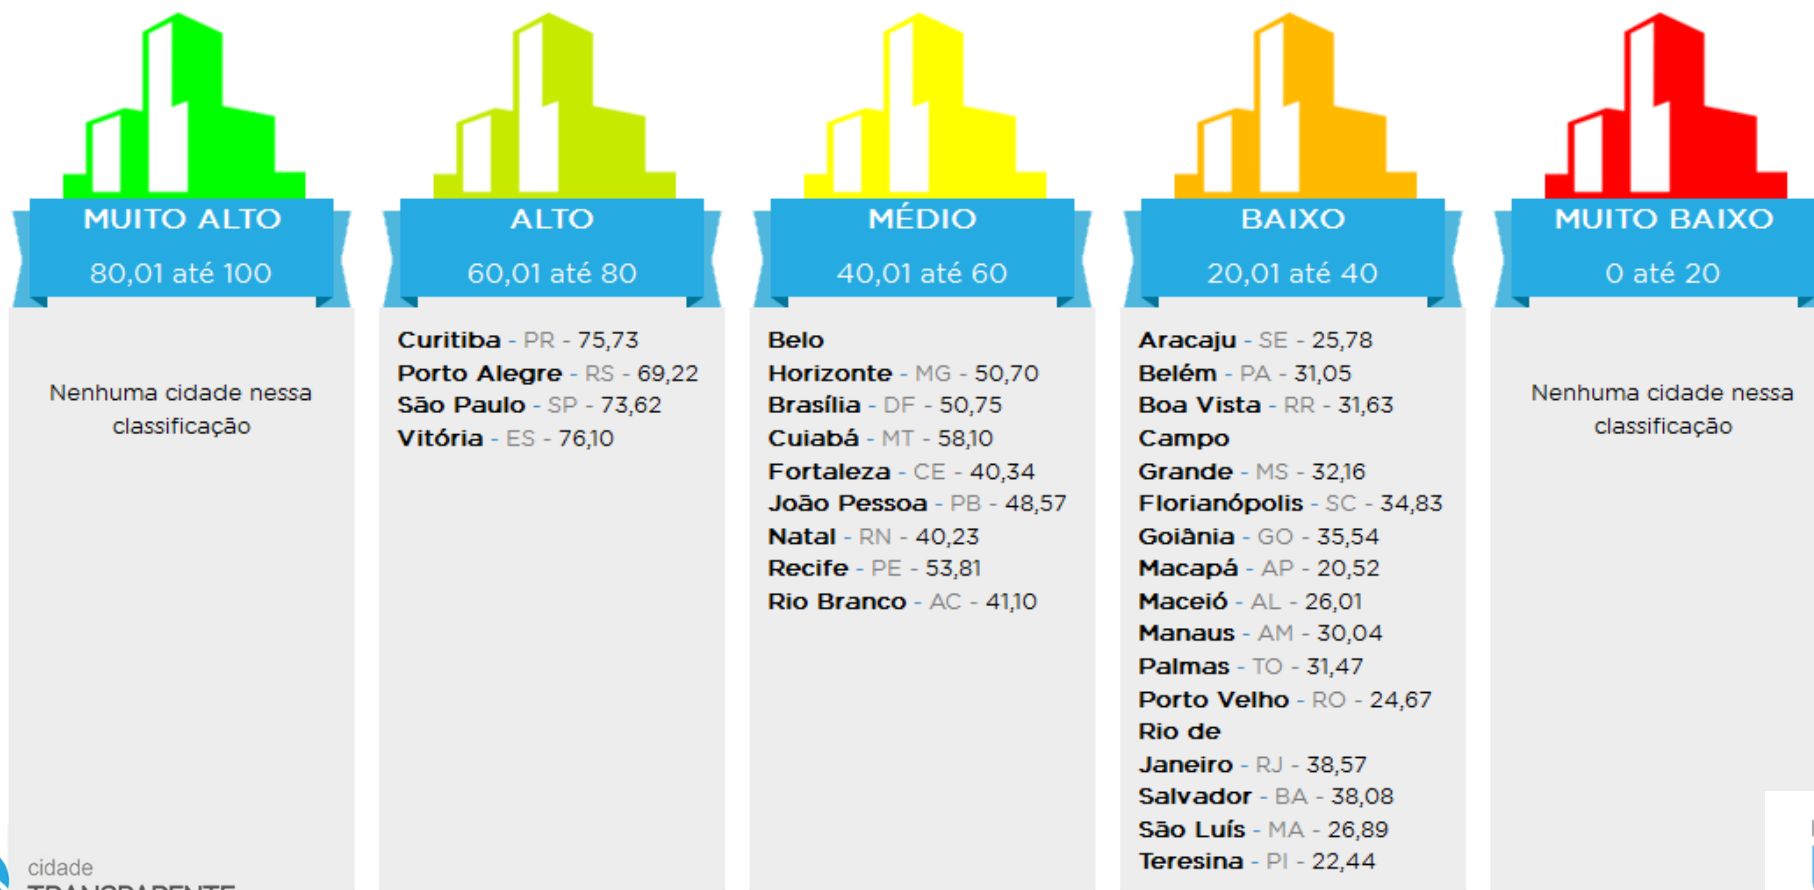 MUITO ALTO
80,01 até 100
Nenhuma cidade nessa
classificação
ALTO
60,01 até 80
Curitiba - PR - 75,73
Porto Alegre - RS - 69,22
São Paulo - SP - 73,62
Vitória - ES - 76,10
MÉDIO
40,01 até 60
Belo
Horizonte - MG - 50,70
Brasília - DF - 50,75
Cuiabá - MT - 58,10
Fortaleza - CE - 40,34
João Pessoa - PB - 48,57
Natal - RN - 40,23
Recife - PE - 53,81
Rio Branco - AC - 41,10
BAIXO
20,01 até 40
Aracaju - SE - 25,78
Belém - PA - 31,05
Boa Vista - RR - 31,63
Campo
Grande - MS - 32,16
Florianópolis - SC - 34,83
Goiânia - GO - 35,54
Macapá - AP - 20,52
Maceió - AL - 26,01
Manaus - AM - 30,04
Palmas - TO - 31,47
Porto Velho - RO - 24,67
Rio de
Janeiro - RJ - 38,57
Salvador - BA - 38,08
São Luís - MA - 26,89
Teresina - PI - 22,44
MUITO BAIXO
0 até 20
Nenhuma cidade nessa
classificação
cidade
TRANSPARENTE